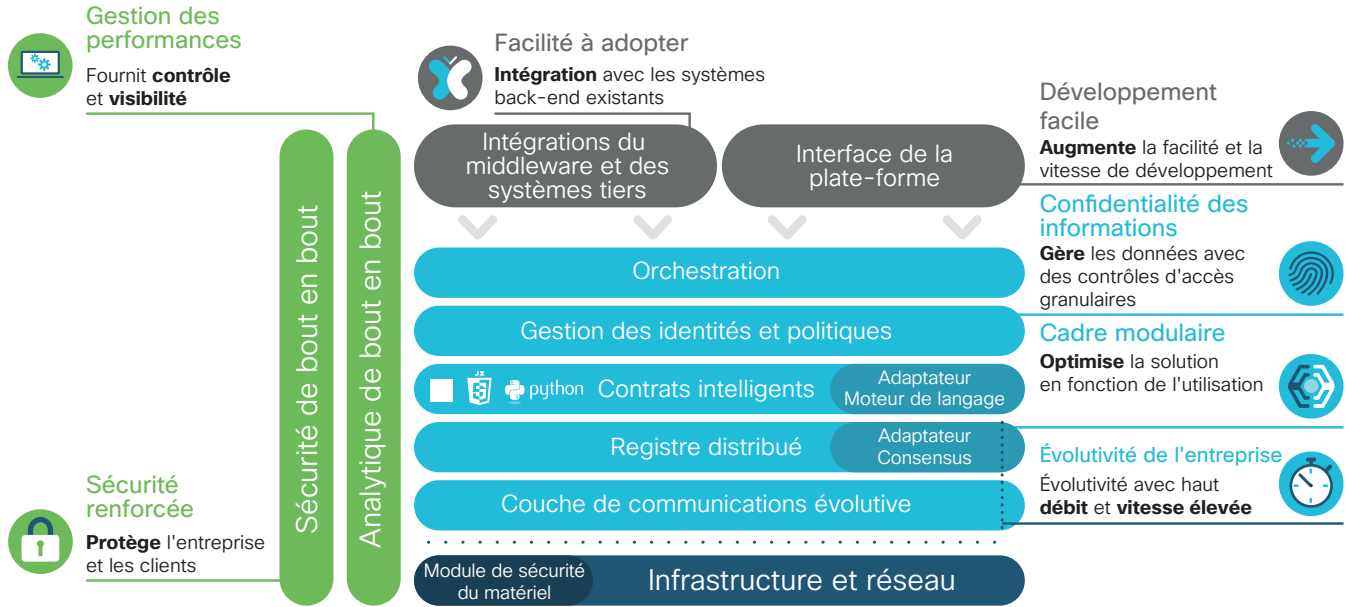 Gestion des
performances
Fournit contrôle
et visibilité
Facilité à adopter
Intégration avec les systèmes
back-end existants
Intégrations du
middleware et des
systèmes tiers
Interface de la
plate-forme
Développement
facile
Augmente la facilité et la
vitesse de développement
Sécurité de bout en bout
Analytique de bout en bout
Orchestration
Confidentialité des
informations
Gère les données avec
des contrôles d'accès
granulaires
Gestion des identités et politiques
Cadre modulaire
Optimise la solution
en fonction de l'utilisation
JS
python
Contrats intelligents
Adaptateur
Moteur de langage
Registre distribué
Adaptateur
Consensus
Évolutivité de l'entreprise
Évolutivité avec haut
débit et vitesse élevée
Couche de communications évolutive
Sécurité
renforcée
Protège l'entreprise
et les clients
Module de sécurité
du matériel
Infrastructure et réseau